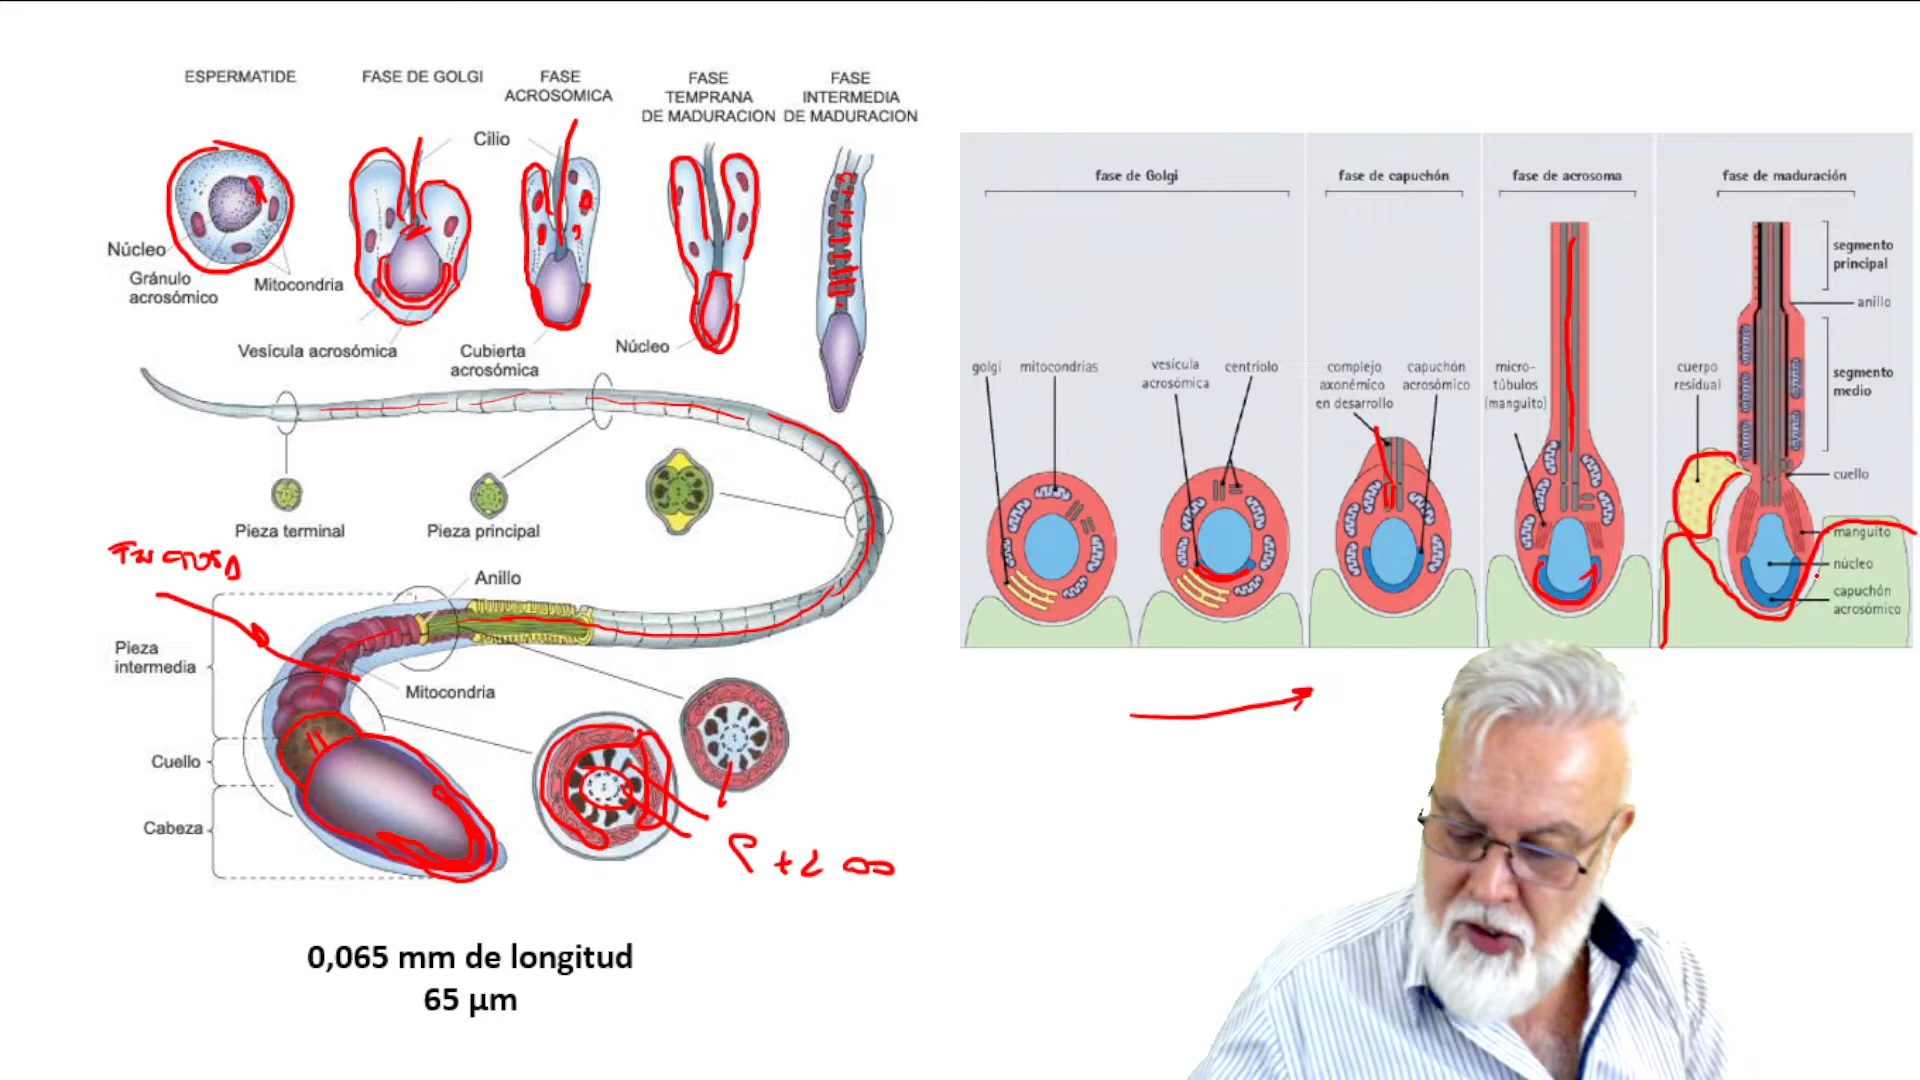 ESPERMATIDE
FASE DE GOLGI
FASE
ACROSOMICA
FASE
TEMPRANA
DE MADURACION
FASE
INTERMEDIA
DE MADURACION
Cilio
Núcleo
Gránulo
acrosómico
Mitocondria
Vesícula acrosómica
Cubierta
acrosómica
Núcleo
Pieza terminal
Pieza principal
Anillo
Pieza
intermedia
Mitocondria
Cuello
Cabeza
0,065 mm de longitud
65 µm
fase de Golgi
fase de capuchón
fase de acrosoma
fase de maduración
golgi
mitocondrias
vesícula
acrosómica
centríolo
complejo
axonémico
en desarrollo
capuchón
acrosómico
micro-
túbulos
(manguito)
cuerpo
residual
segmento
principal
anillo
segmento
medio
cuello
manguito
núcleo
capuchón
acrosómico